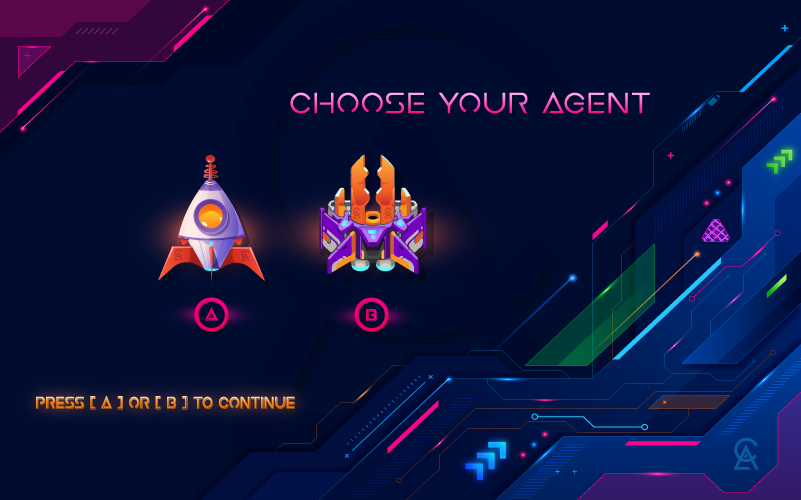 CHOOSE YOUR AGENT
A
B
PRESS [ A ] OR [ B ] TO CONTINUE